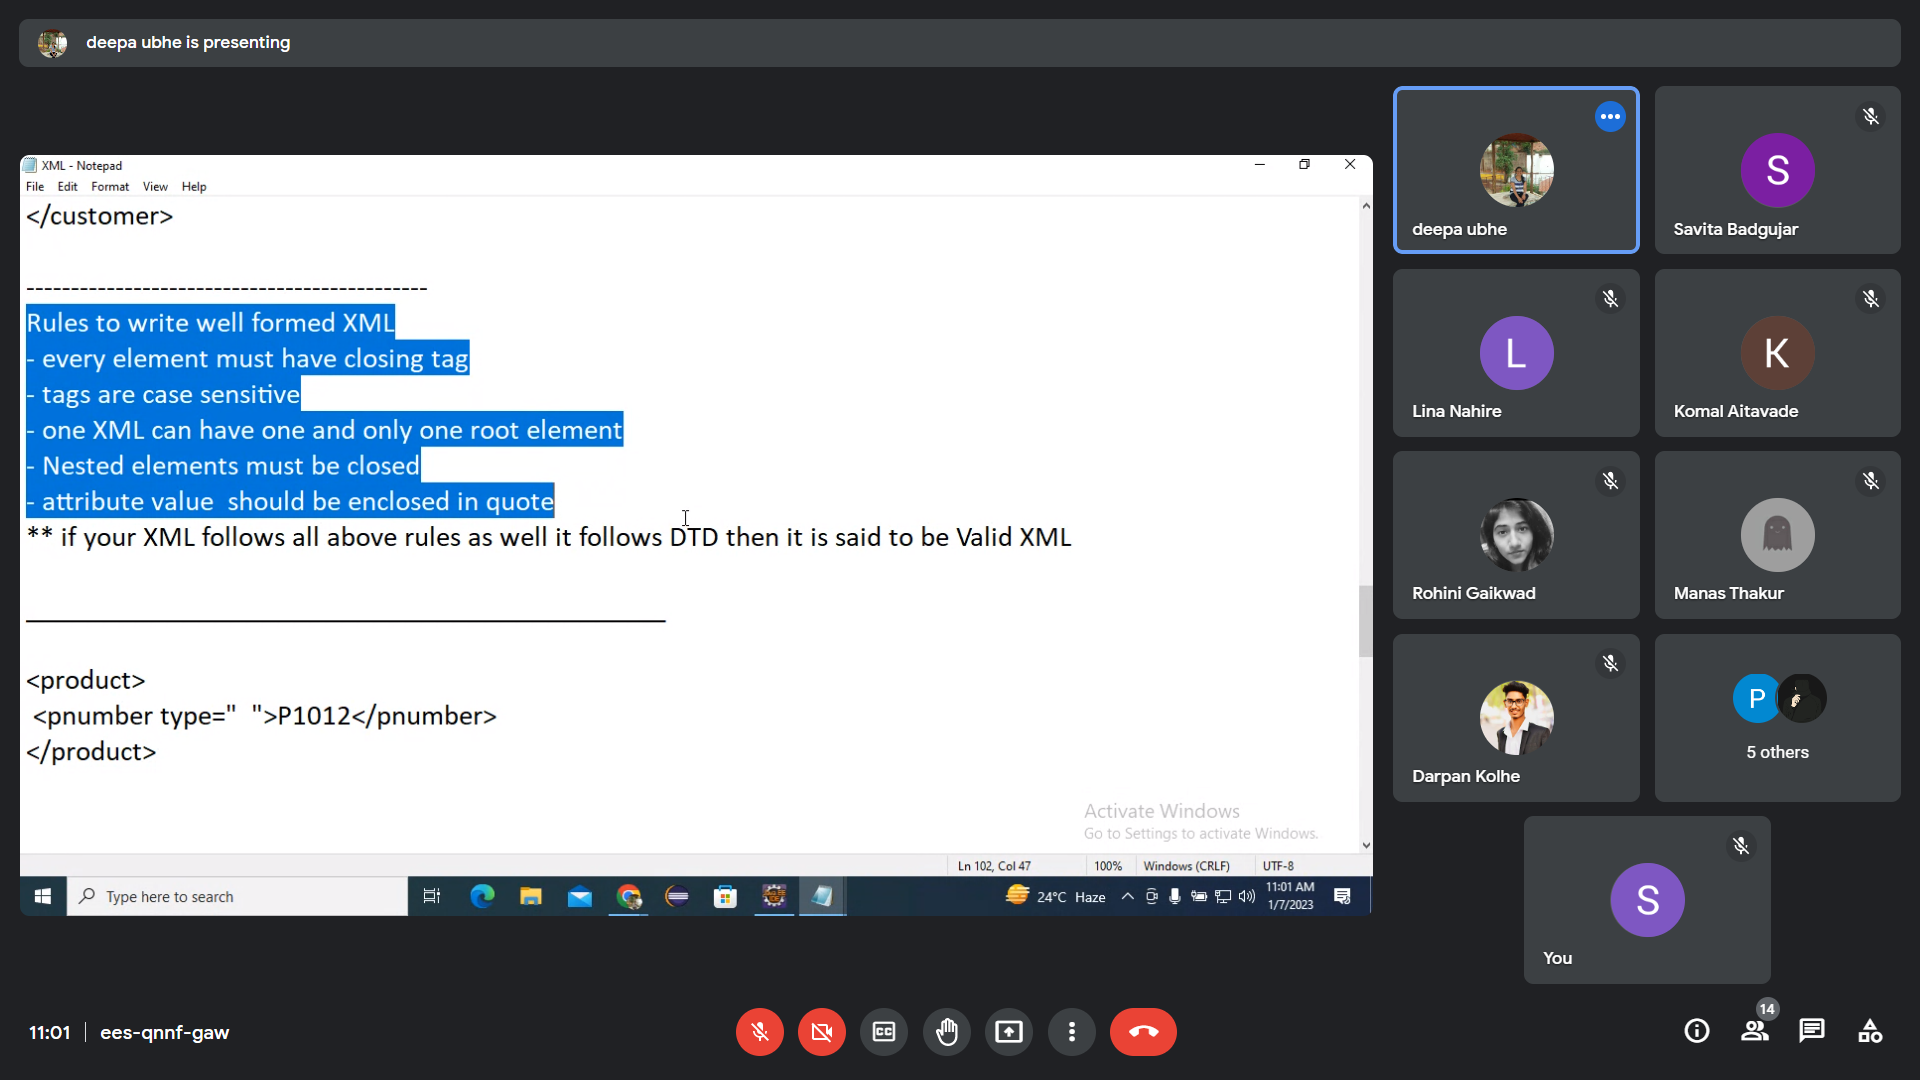 deepa ubhe is presenting
XML - Notepad
File Edit Format View Help
</customer>
---------------------------------------------
Rules to write well formed XML
- every element must have closing tag
- tags are case sensitive
- one XML can have one and only one root element
- Nested elements must be closed
- attribute value  should be enclosed in quote
** if your XML follows all above rules as well it follows DTD then it is said to be Valid XML
<product>
<pnumber type="  ">P1012</pnumber>
</product>
Activate Windows
Go to Settings to activate Windows.
Ln 102, Col 47 100% Windows (CRLF) UTF-8
Type here to search
24°C Haze
11:01 AM
1/7/2023
deepa ubhe
S
Savita Badgujar
L
Lina Nahire
K
Komal Aitavade
Rohini Gaikwad
Manas Thakur
Darpan Kolhe
P
5 others
S
You
11:01 | ees-qnnf-gaw
CC
14